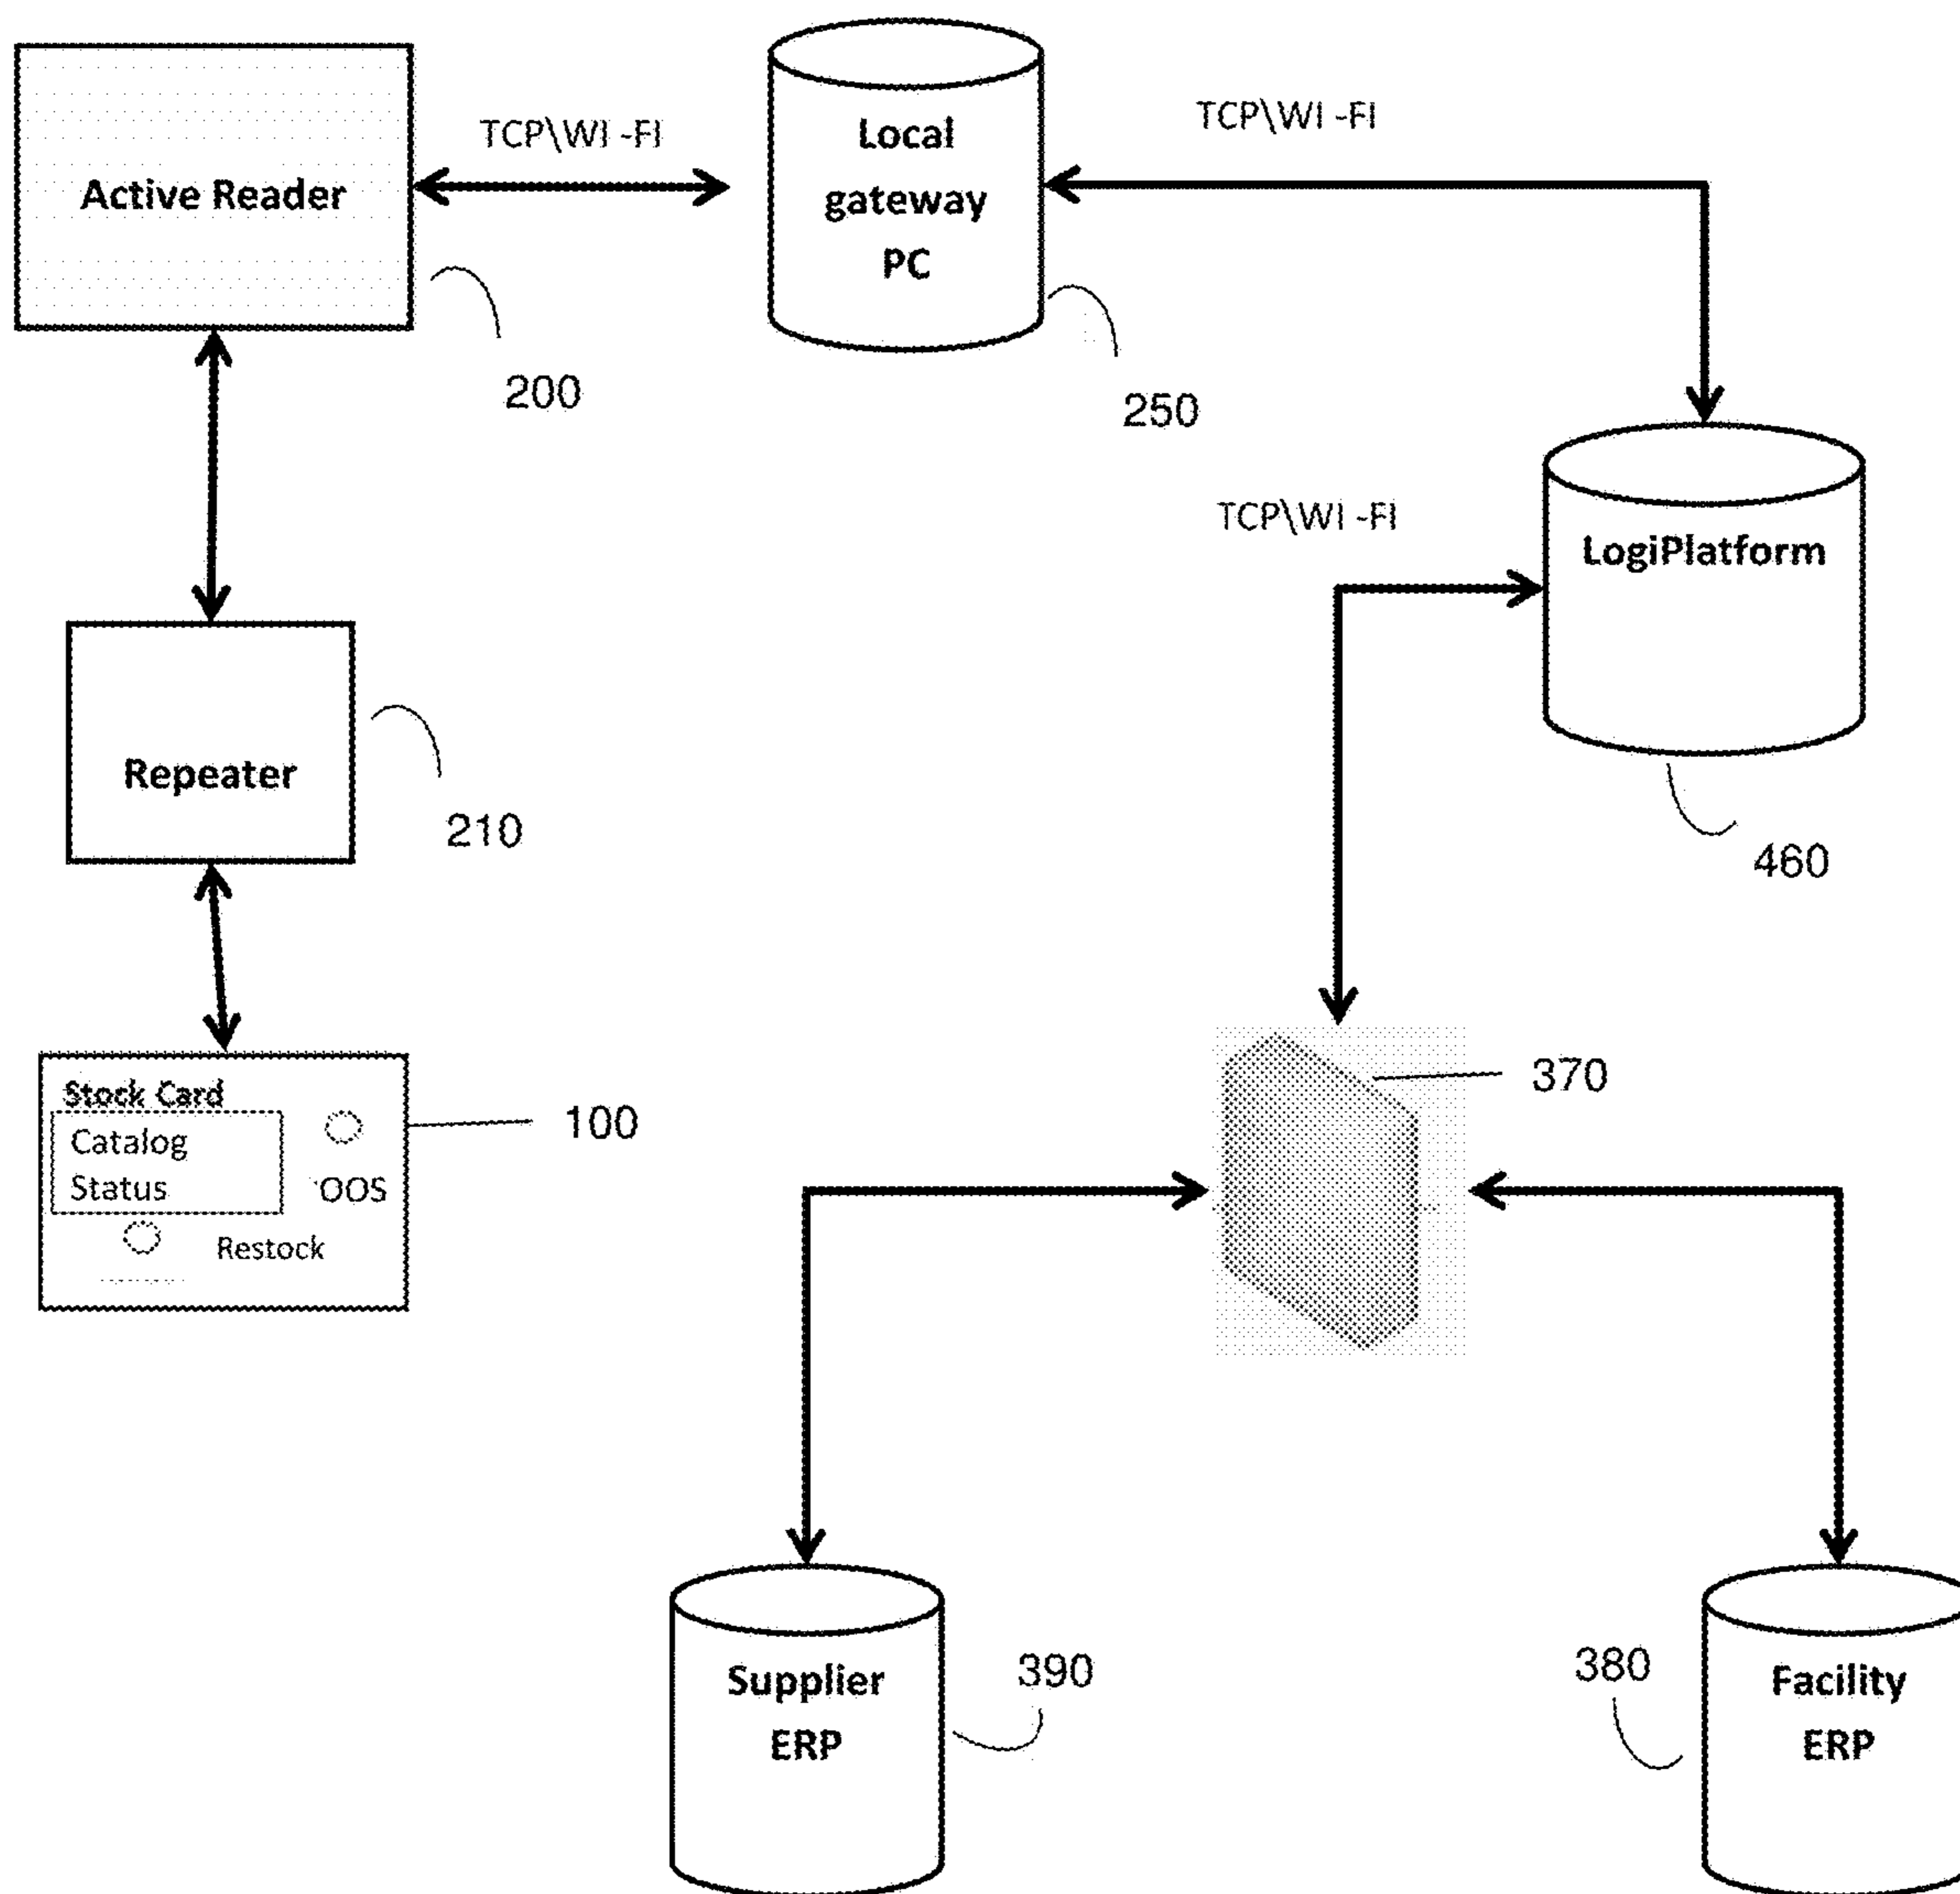 Active Reader
TCP\WI -FI
Local
gateway
PC
TCP\WI -FI
200
250
TCP\WI -FI
LogiPlatform
460
Repeater
210
Stock Card
Catalog
Status
OOS
Restock
100
370
Supplier
ERP
390
380
Facility
ERP